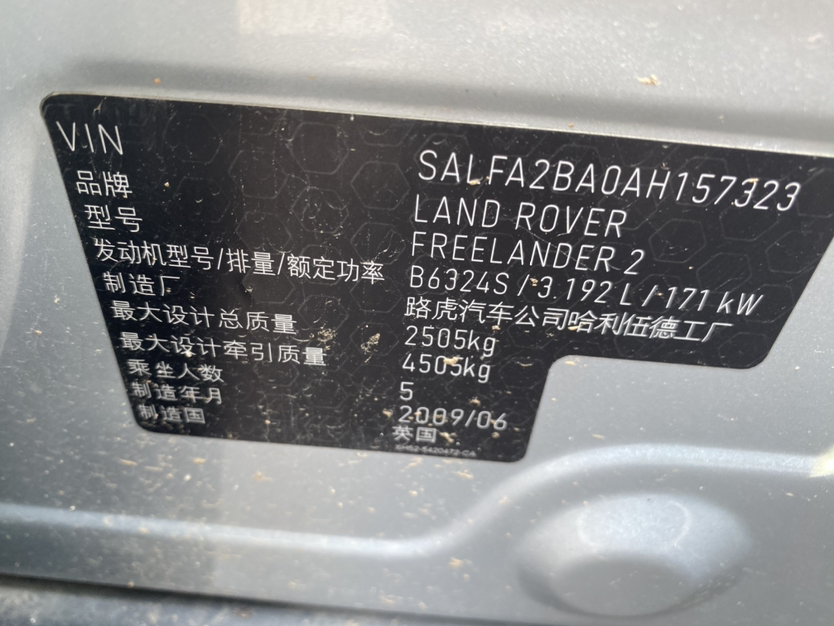 VIN SALFA2BA0AH157323
品牌 LAND ROVER
型号 FREELANDER 2
发动机型号/排量/额定功率 B6324S / 3.192 L / 171 kW
制造厂 路虎汽车公司哈利伍德工厂
最大设计总质量 2505kg
最大设计牵引质量 4505kg
乘坐人数 5
制造年月 2009/06
制造国 英国